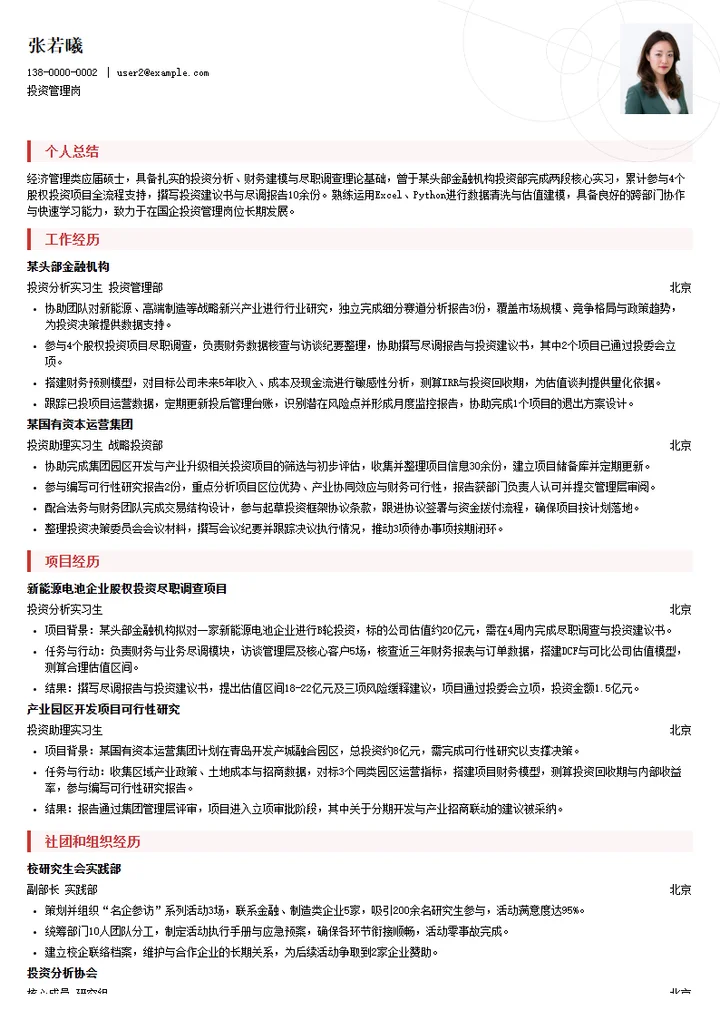 张若曦
138-0000-0002 | user2@example.com
投资管理岗
个人总结
经济管理类应届硕士，具备扎实的投资分析、财务建模与尽职调查理论基础，曾于某头部金融机构投资部完成两段核心实习，累计参与4个
股权投资项目全流程支持，撰写投资建议书与尽调报告10余份。熟练运用Excel、Python进行数据清洗与估值建模，具备良好的跨部门协作
与快速学习能力，致力于在国企投资管理岗位长期发展。
工作经历
某头部金融机构
投资分析实习生 投资管理部 北京
• 协助团队对新能源、高端制造等战略新兴产业进行行业研究，独立完成细分赛道分析报告3份，覆盖市场规模、竞争格局与政策趋势，
为投资决策提供数据支持。
• 参与4个股权投资项目尽职调查，负责财务数据核查与访谈纪要整理，协助撰写尽调报告与投资建议书，其中2个项目已通过投委会立
项。
• 搭建财务预测模型，对目标公司未来5年收入、成本及现金流进行敏感性分析，测算IRR与投资回收期，为估值谈判提供量化依据。
• 跟踪已投项目运营数据，定期更新投后管理台账，识别潜在风险点并形成月度监控报告，协助完成1个项目的退出方案设计。
某国有资本运营集团
投资助理实习生 战略投资部 北京
• 协助完成集团园区开发与产业升级相关投资项目的筛选与初步评估，收集并整理项目信息30余份，建立项目储备库并定期更新。
• 参与编写可行性研究报告2份，重点分析项目区位优势、产业协同效应与财务可行性，报告获部门负责人认可并提交管理层审阅。
• 配合法务与财务团队完成交易结构设计，参与起草投资框架协议条款，跟进协议签署与资金拨付流程，确保项目按计划落地。
• 整理投资决策委员会会议材料，撰写会议纪要并跟踪决议执行情况，推动3项待办事项按期闭环。
项目经历
新能源电池企业股权投资尽职调查项目
投资分析实习生 北京
• 项目背景：某头部金融机构拟对一家新能源电池企业进行B轮投资，标的公司估值约20亿元，需在4周内完成尽职调查与投资建议书。
• 任务与行动：负责财务与业务尽调模块，访谈管理层及核心客户5场，核查近三年财务报表与订单数据，搭建DCF与可比公司估值模型，
测算合理估值区间。
• 结果：撰写尽调报告与投资建议书，提出估值区间18-22亿元及三项风险缓释建议，项目通过投委会立项，投资金额1.5亿元。
产业园区开发项目可行性研究
投资助理实习生 北京
• 项目背景：某国有资本运营集团计划在青岛开发产城融合园区，总投资约8亿元，需完成可行性研究以支撑决策。
• 任务与行动：收集区域产业政策、土地成本与招商数据，对标3个同类园区运营指标，搭建项目财务模型，测算投资回收期与内部收益
率，参与编写可行性研究报告。
• 结果：报告通过集团管理层评审，项目进入立项审批阶段，其中关于分期开发与产业招商联动的建议被采纳。
社团和组织经历
校研究生会实践部
副部长 实践部 北京
• 策划并组织“名企参访”系列活动3场，联系金融、制造类企业5家，吸引200余名研究生参与，活动满意度达95%。
• 统筹部门10人团队分工，制定活动执行手册与应急预案，确保各环节衔接顺畅，活动零事故完成。
• 建立校企联络档案，维护与合作企业的长期关系，为后续活动争取到2家企业赞助。
投资分析协会
核心成员 研究组 北京